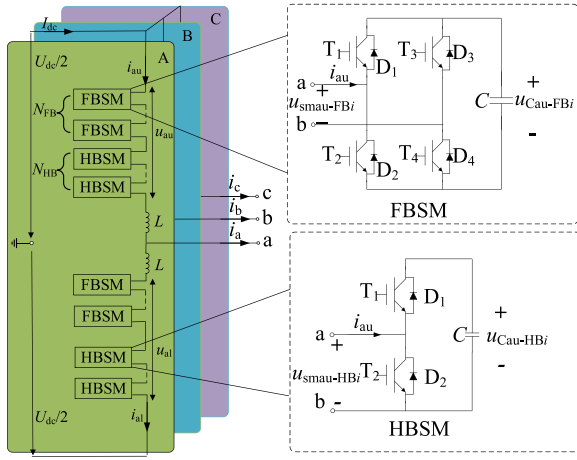 C
B
A
I_dc
U_dc/2
i_au
N_FB
FBSM
FBSM
u_au
N_HB
HBSM
HBSM
L
i_c
c
i_b
b
i_a
a
L
FBSM
FBSM
HBSM
u_al
HBSM
U_dc/2
i_al
T_1
D_1
T_3
D_3
a
i_au
+
u_smau-FBi
b
−
C
+
u_Cau-FBi
-
T_2
D_2
T_4
D_4
FBSM
T_1
D_1
a
i_au
+
u_smau-HBi
T_2
D_2
b
-
C
+
u_Cau-HBi
-
HBSM